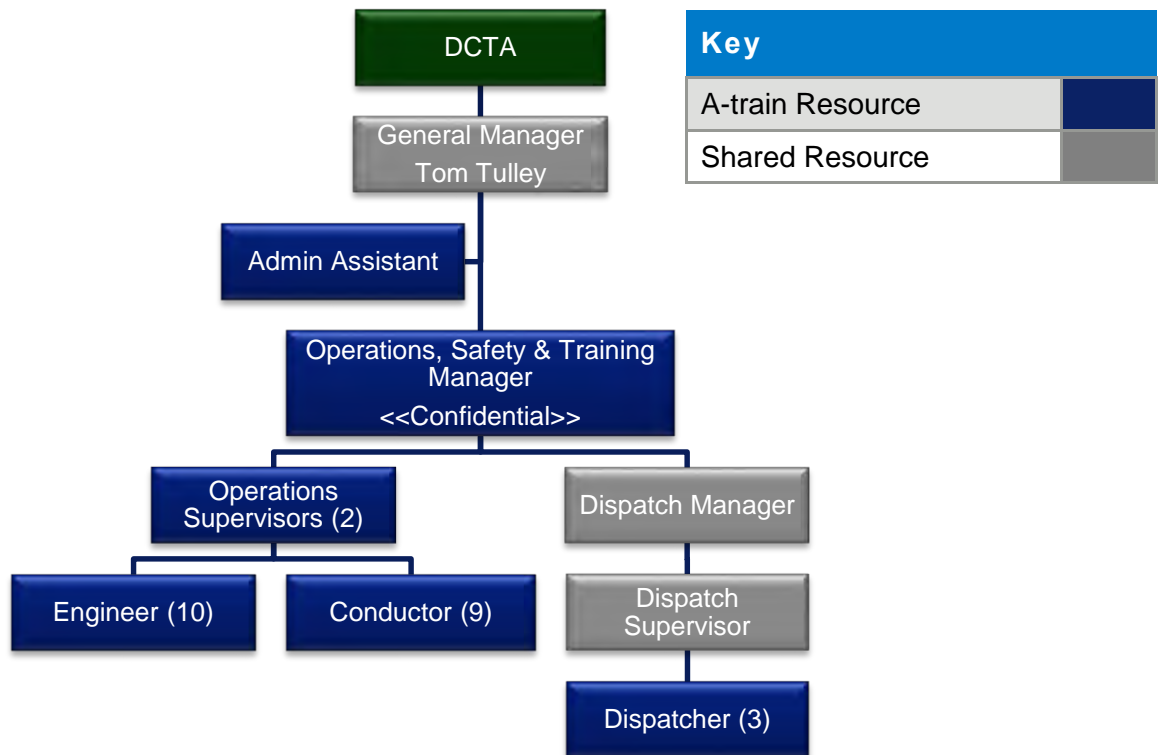 DCTA
Key
A-train Resource
Shared Resource
General Manager
Tom Tulley
Admin Assistant
Operations, Safety & Training
Manager
<<Confidential>>
Operations
Supervisors (2)
Dispatch Manager
Engineer (10)
Conductor (9)
Dispatch
Supervisor
Dispatcher (3)